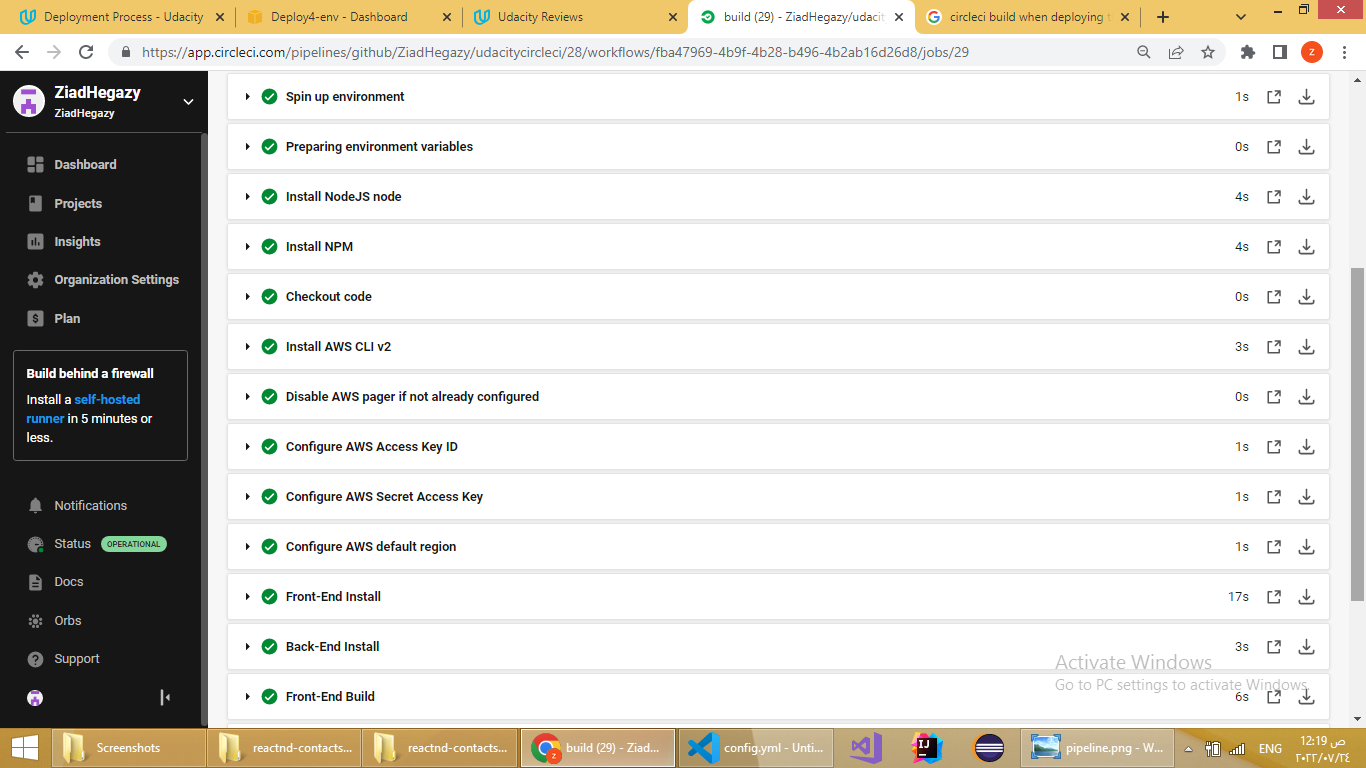 Deployment Process - Udacity
Deploy4-env - Dashboard
Udacity Reviews
build (29) - ZiadHegazy/udacit
circleci build when deploying t
https://app.circleci.com/pipelines/github/ZiadHegazy/udacitycircleci/28/workflows/fba47969-4b9f-4b28-b496-4b2ab16d26d8/jobs/29
z
ZiadHegazy
ZiadHegazy
Dashboard
Projects
Insights
Organization Settings
Plan
Build behind a firewall
Install a self-hosted
runner in 5 minutes or
less.
Notifications
Status OPERATIONAL
Docs
Orbs
Support
Spin up environment 1s
Preparing environment variables 0s
Install NodeJS node 4s
Install NPM 4s
Checkout code 0s
Install AWS CLI v2 3s
Disable AWS pager if not already configured 0s
Configure AWS Access Key ID 1s
Configure AWS Secret Access Key 1s
Configure AWS default region 1s
Front-End Install 17s
Back-End Install 3s
Front-End Build 6s
Activate Windows
Go to PC settings to activate Windows.
Screenshots
reactnd-contacts...
reactnd-contacts...
build (29) - Ziad...
config.yml - Unti...
pipeline.png - W...
ENG
12:19 ص
٢٠٢٢/٠٧/٢٤